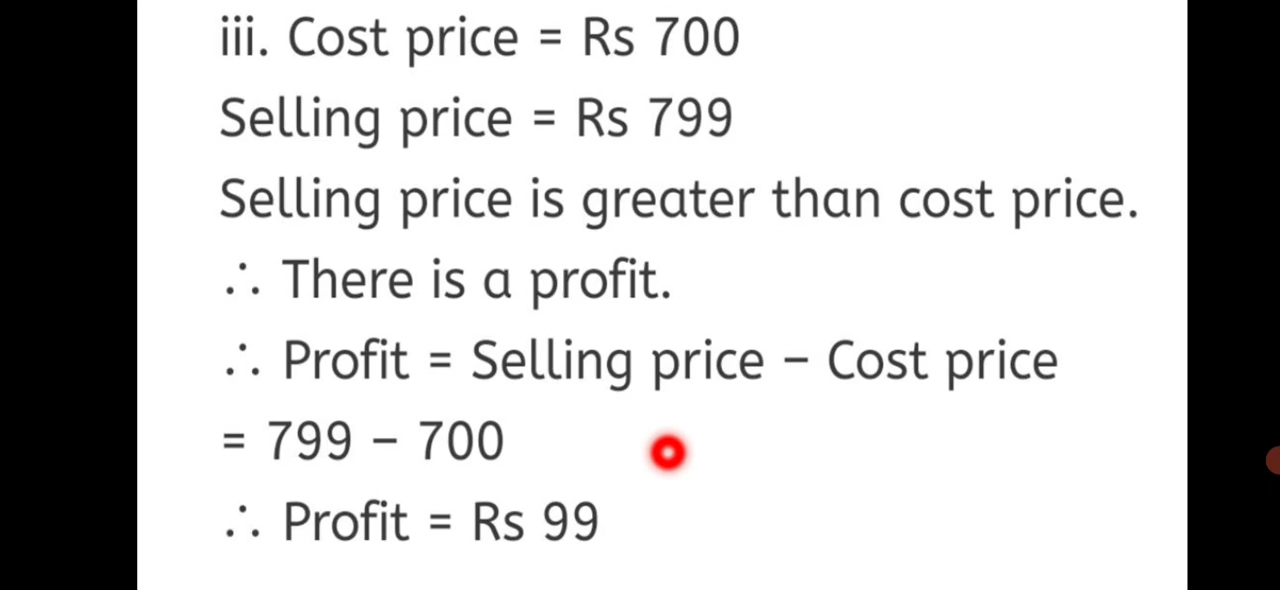 iii. Cost price = Rs 700
Selling price = Rs 799
Selling price is greater than cost price.
∴ There is a profit.
∴ Profit = Selling price – Cost price
= 799 – 700
∴ Profit = Rs 99